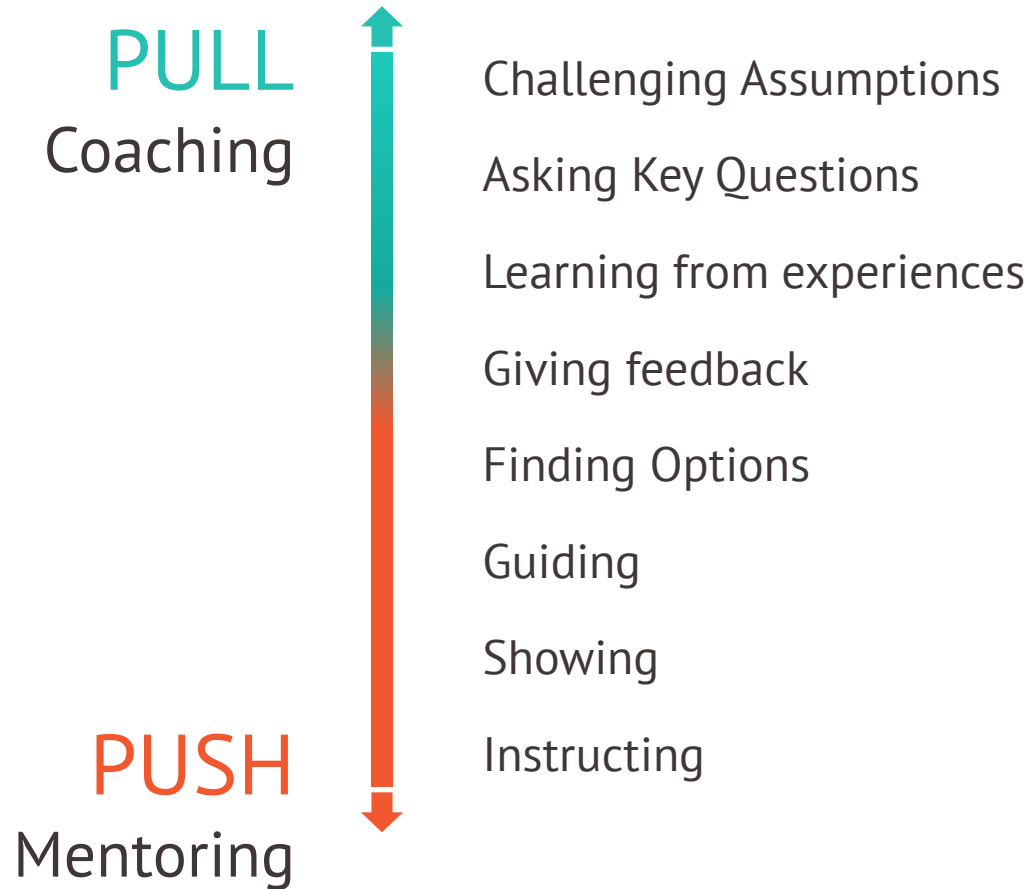 PULL
Coaching
Challenging Assumptions
Asking Key Questions
Learning from experiences
Giving feedback
Finding Options
Guiding
Showing
Instructing
PUSH
Mentoring